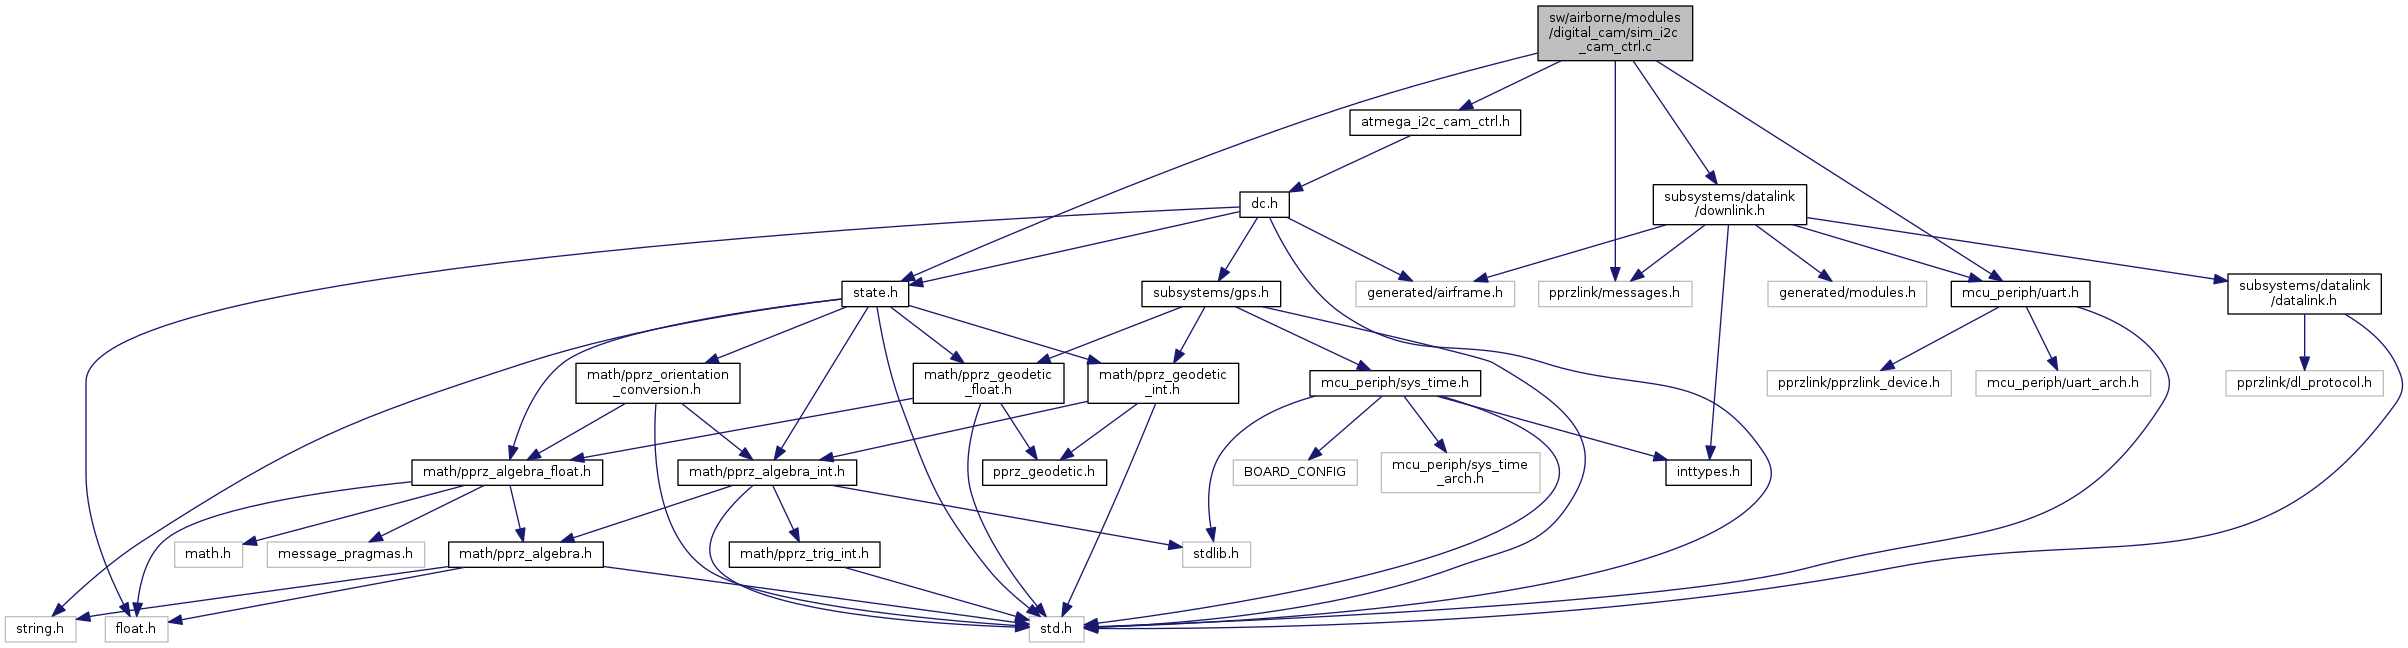 sw/airborne/modules
/digital_cam/sim_i2c
_cam_ctrl.c
atmega_i2c_cam_ctrl.h
dc.h
subsystems/datalink
/downlink.h
state.h
subsystems/gps.h
generated/airframe.h
pprzlink/messages.h
generated/modules.h
mcu_periph/uart.h
subsystems/datalink
/datalink.h
math/pprz_orientation
_conversion.h
math/pprz_geodetic
_float.h
math/pprz_geodetic
_int.h
mcu_periph/sys_time.h
pprzlink/pprzlink_device.h
mcu_periph/uart_arch.h
pprzlink/dl_protocol.h
math/pprz_algebra_float.h
math/pprz_algebra_int.h
pprz_geodetic.h
BOARD_CONFIG
mcu_periph/sys_time
_arch.h
inttypes.h
math.h
message_pragmas.h
math/pprz_algebra.h
math/pprz_trig_int.h
stdlib.h
string.h
float.h
std.h